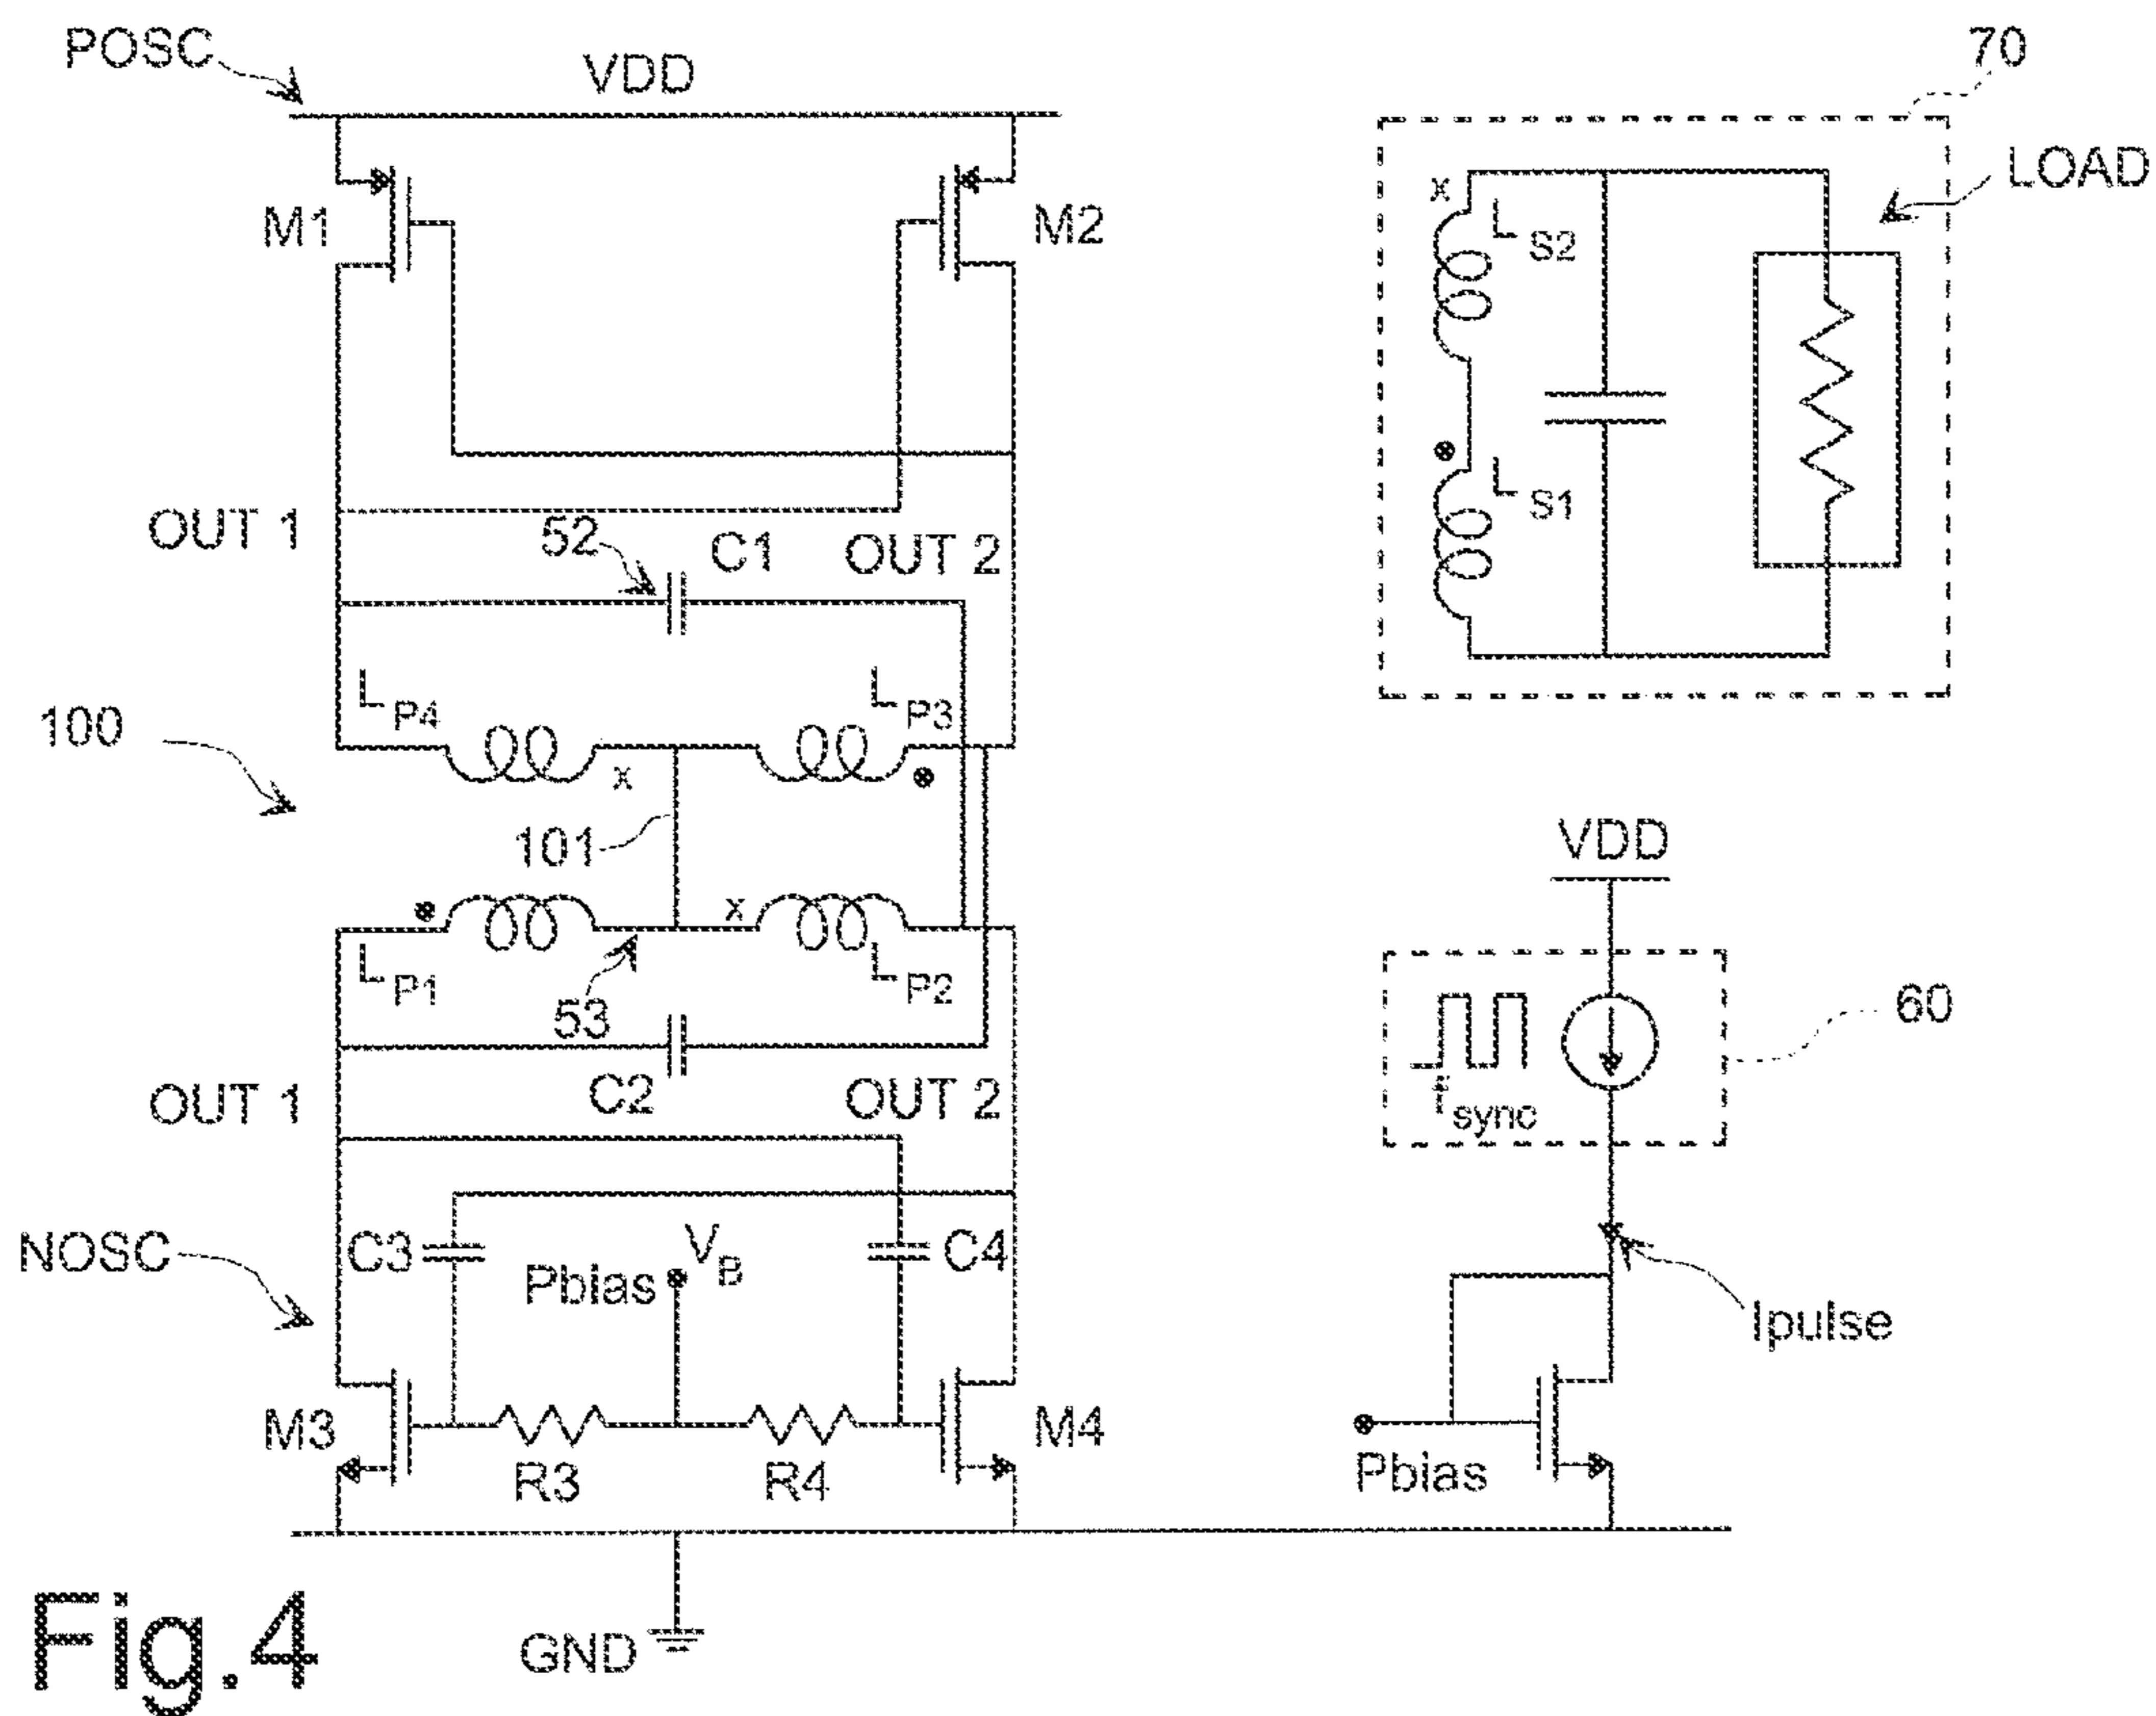 POSC
VDD
70
LOAD
M1
M2
x
L S2
OUT 1
52
C1
OUT 2
L S1
100
L P4
L P3
x
101
VDD
x
L P1
L P2
53
60
f sync
OUT 1
C2
OUT 2
NOSC
C3
V B
C4
Pbias
Ipulse
M3
M4
R3
R4
Pbias
GND
Fig.4